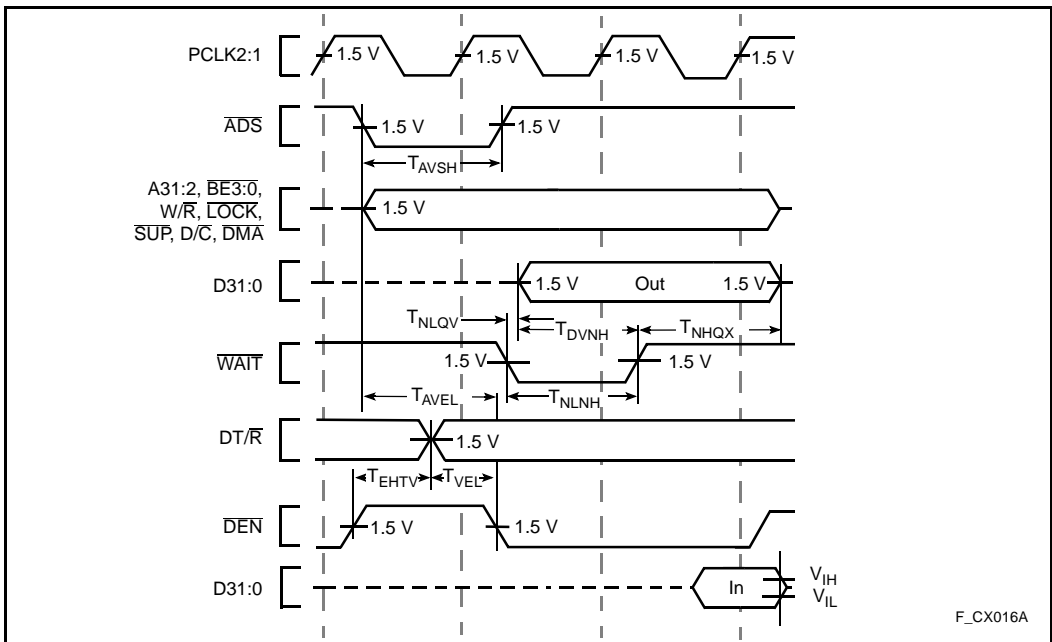 PCLK2:1
1.5 V 1.5 V 1.5 V 1.5 V
ADS
1.5 V 1.5 V
TAVSH
A31:2, BE3:0,
W/R, LOCK,
SUP, D/C, DMA
1.5 V
D31:0
1.5 V Out 1.5 V
TNLQV
TDVNH TNHQX
WAIT
1.5 V 1.5 V
TAVEL TNLNH
DT/R
1.5 V
TEHTV TVEL
DEN
1.5 V 1.5 V
D31:0
In
VIH
VIL
F_CX016A